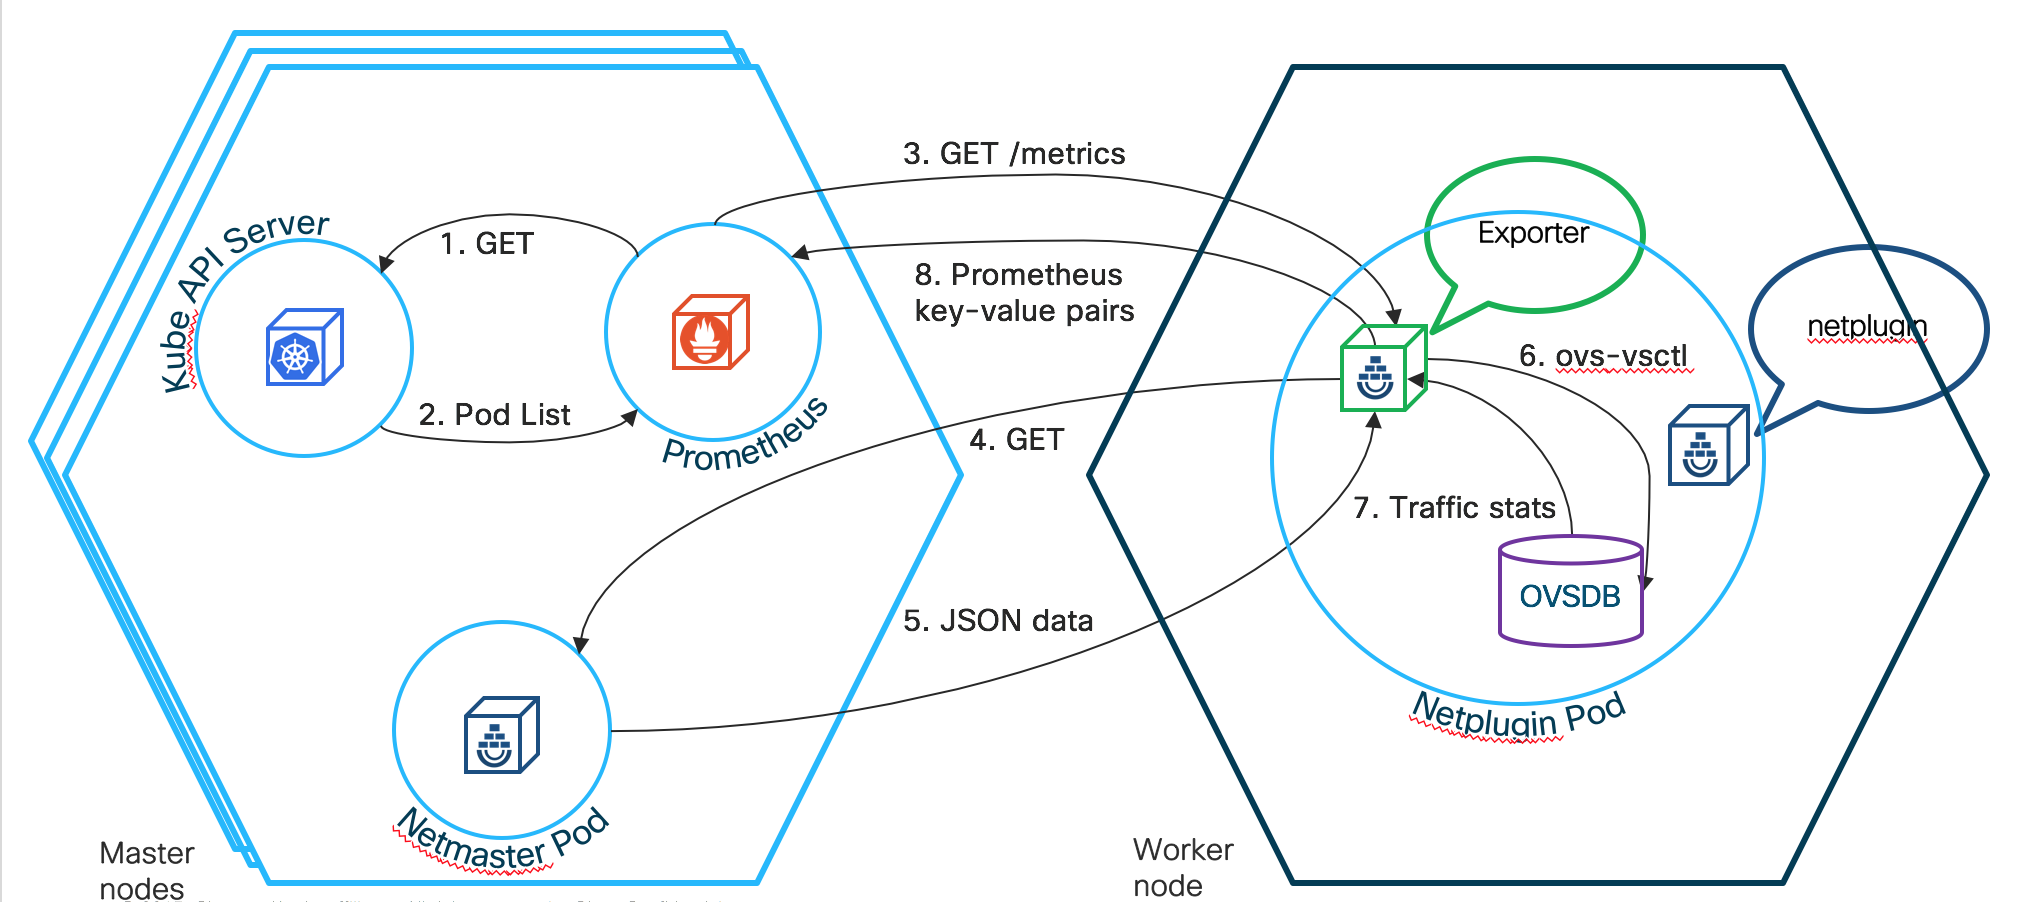 3. GET /metrics
Kube API Server
1. GET
Exporter
8. Prometheus
key-value pairs
netplugin
6. ovs-vsctl
2. Pod List
Prometheus
4. GET
7. Traffic stats
OVSDB
5. JSON data
Netplugin Pod
Netmaster Pod
Master
nodes
Worker
node